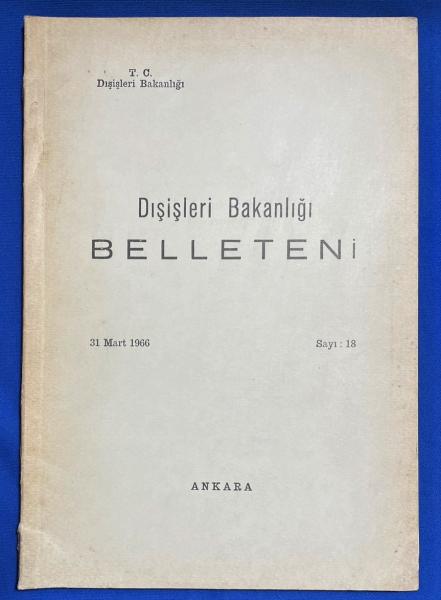 T. C.
Dışişleri Bakanlığı
Dışişleri Bakanlığı
BELLETENİ
31 Mart 1966 Sayı : 18
ANKARA